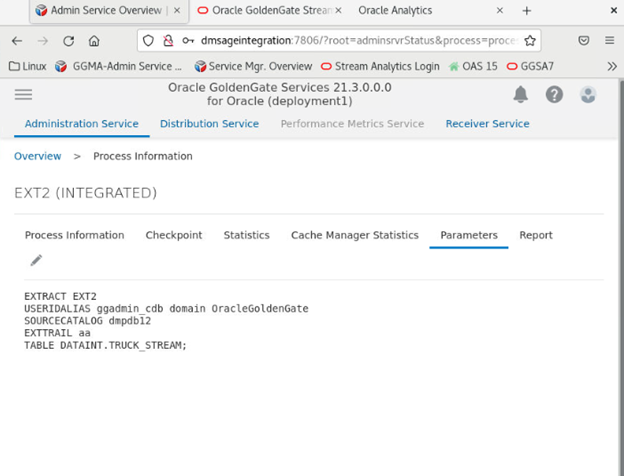 Admin Service Overview |
Oracle GoldenGate Stream
Oracle Analytics
dmsageintegration:7806/?root=adminsrvrStatus&process=proces
Linux
GGMA-Admin Service ...
Service Mgr. Overview
Stream Analytics Login
OAS 15
GGSA7
Oracle GoldenGate Services 21.3.0.0.0
for Oracle (deployment1)
Administration Service
Distribution Service
Performance Metrics Service
Receiver Service
Overview > Process Information
EXT2 (INTEGRATED)
Process Information
Checkpoint
Statistics
Cache Manager Statistics
Parameters
Report
EXTRACT EXT2
USERIDALIAS ggadmin_cdb domain OracleGoldenGate
SOURCECATALOG dmpdb12
EXTTRAIL aa
TABLE DATAINT.TRUCK_STREAM;